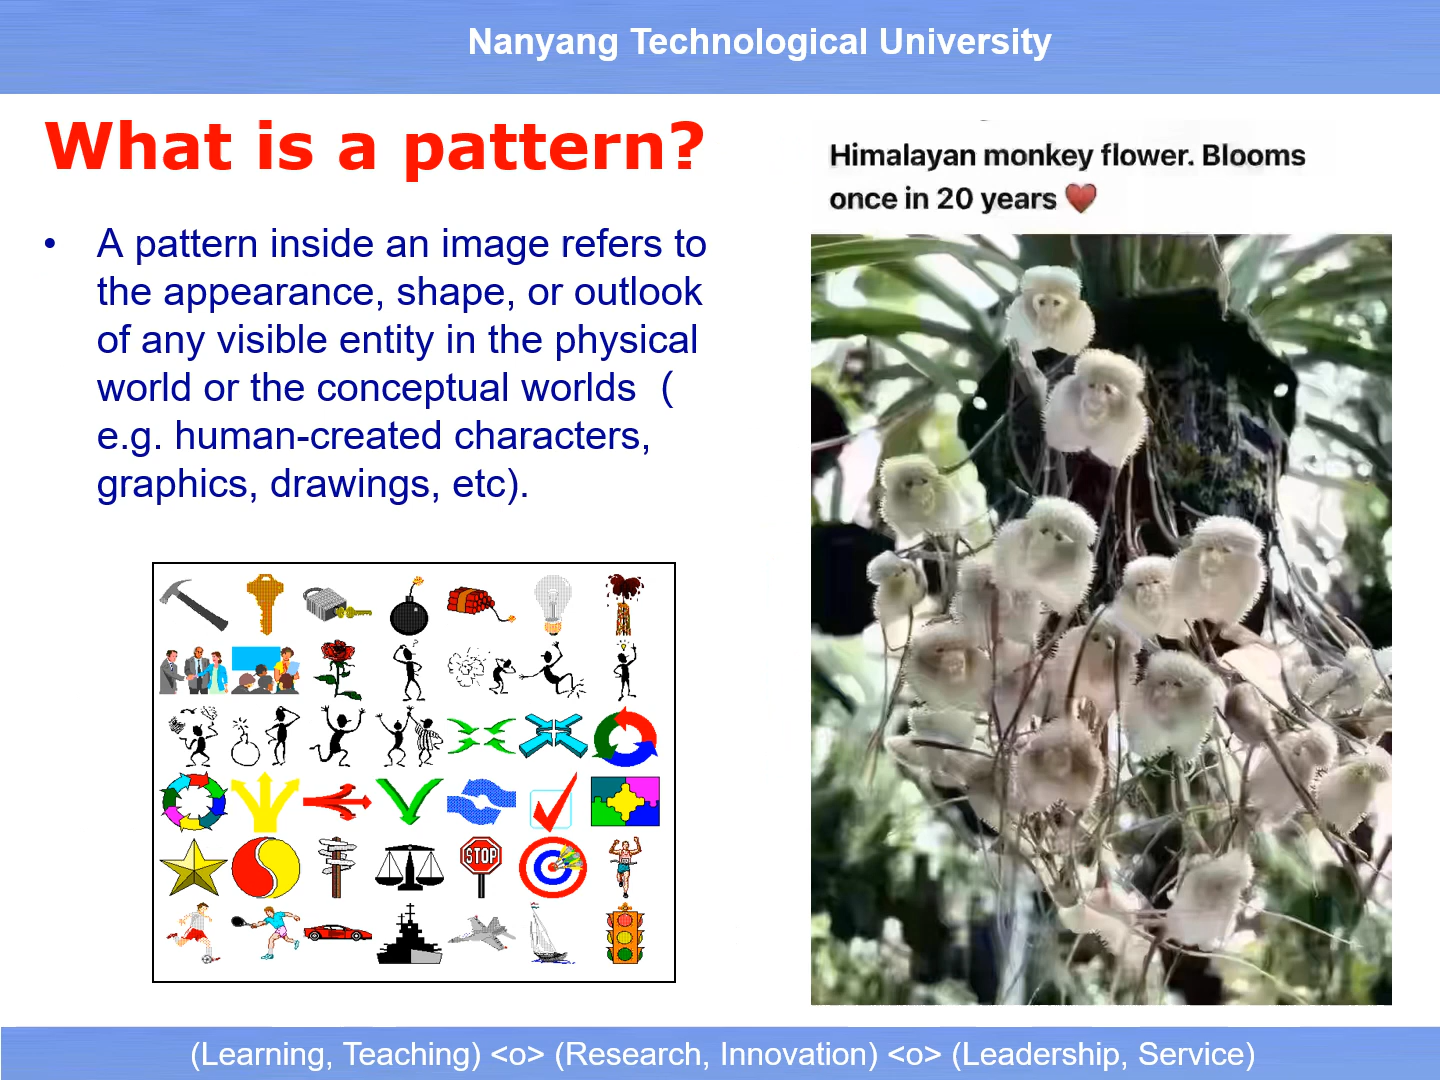 Nanyang Technological University
What is a pattern?
• A pattern inside an image refers to
the appearance, shape, or outlook
of any visible entity in the physical
world or the conceptual worlds (
e.g. human-created characters,
graphics, drawings, etc).
Himalayan monkey flower. Blooms
once in 20 years ❤️
STOP
(Learning, Teaching) <o> (Research, Innovation) <o> (Leadership, Service)